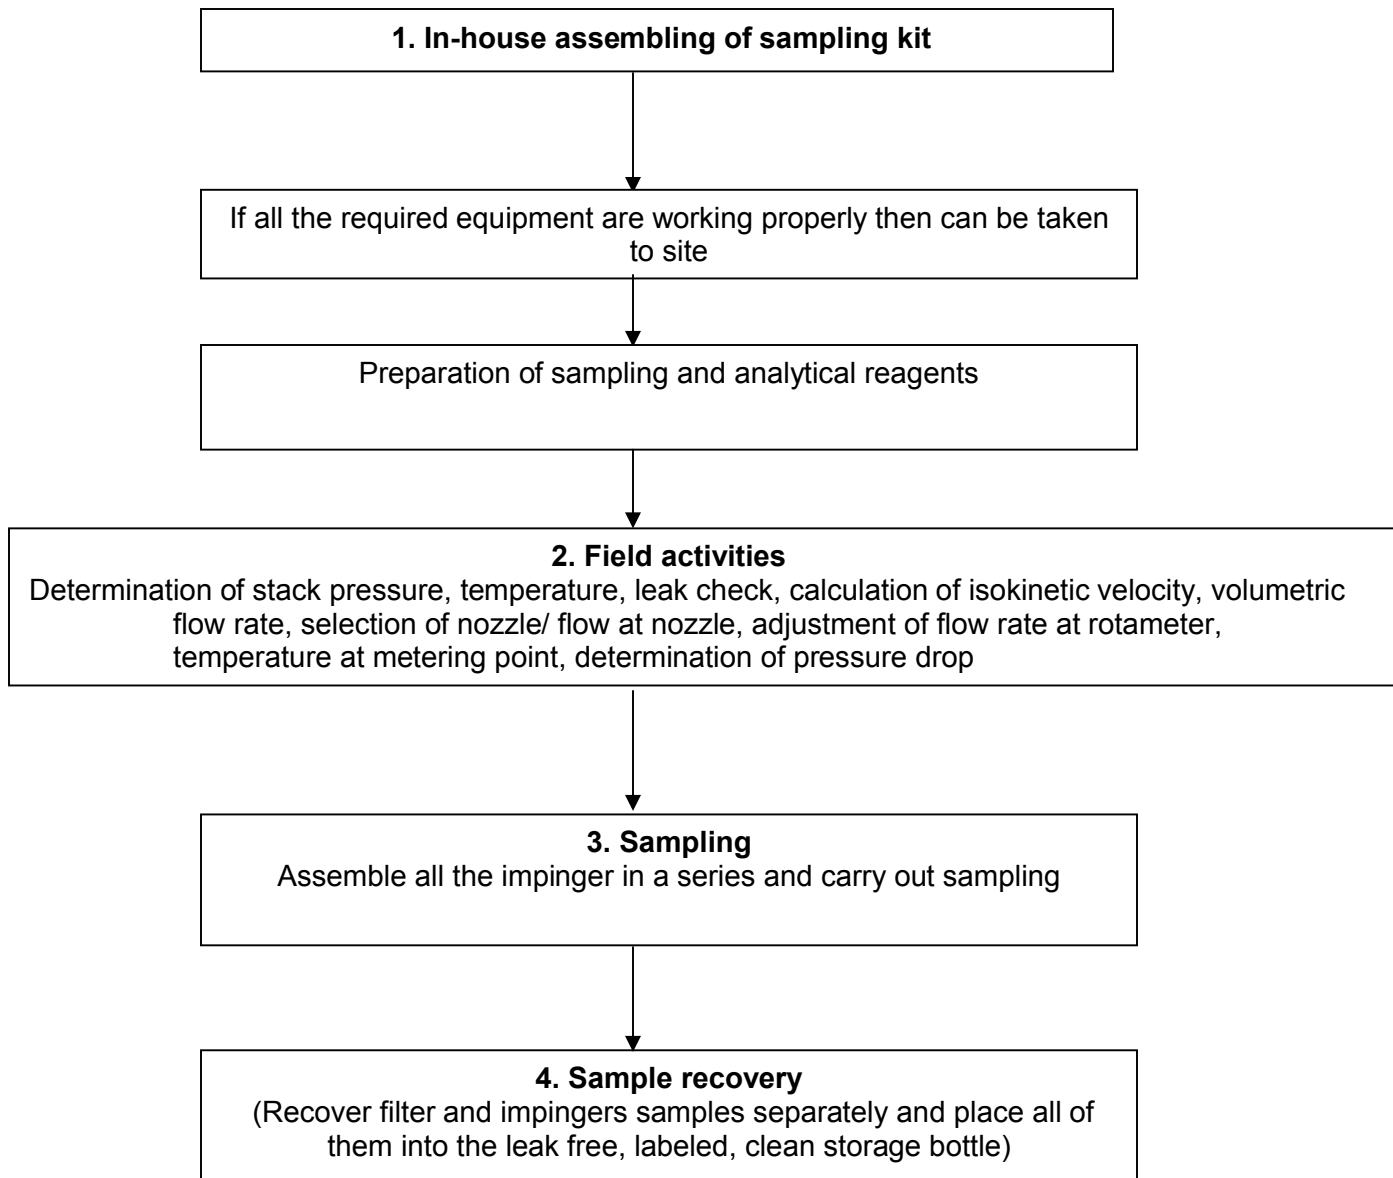 1. In-house assembling of sampling kit
If all the required equipment are working properly then can be taken
to site
Preparation of sampling and analytical reagents
2. Field activities
Determination of stack pressure, temperature, leak check, calculation of isokinetic velocity, volumetric
flow rate, selection of nozzle/ flow at nozzle, adjustment of flow rate at rotameter,
temperature at metering point, determination of pressure drop
3. Sampling
Assemble all the impinger in a series and carry out sampling
4. Sample recovery
(Recover filter and impingers samples separately and place all of
them into the leak free, labeled, clean storage bottle)